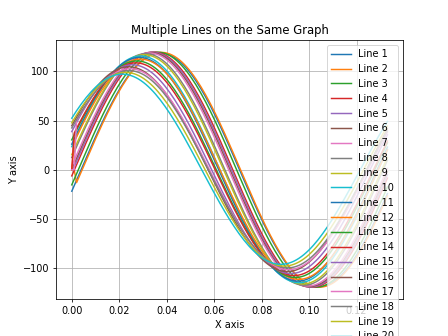 Multiple Lines on the Same Graph
Y axis
100
50
0
−50
−100
0.00 0.02 0.04 0.06 0.08 0.10
X axis
Line 1
Line 2
Line 3
Line 4
Line 5
Line 6
Line 7
Line 8
Line 9
Line 10
Line 11
Line 12
Line 13
Line 14
Line 15
Line 16
Line 17
Line 18
Line 19
Line 20